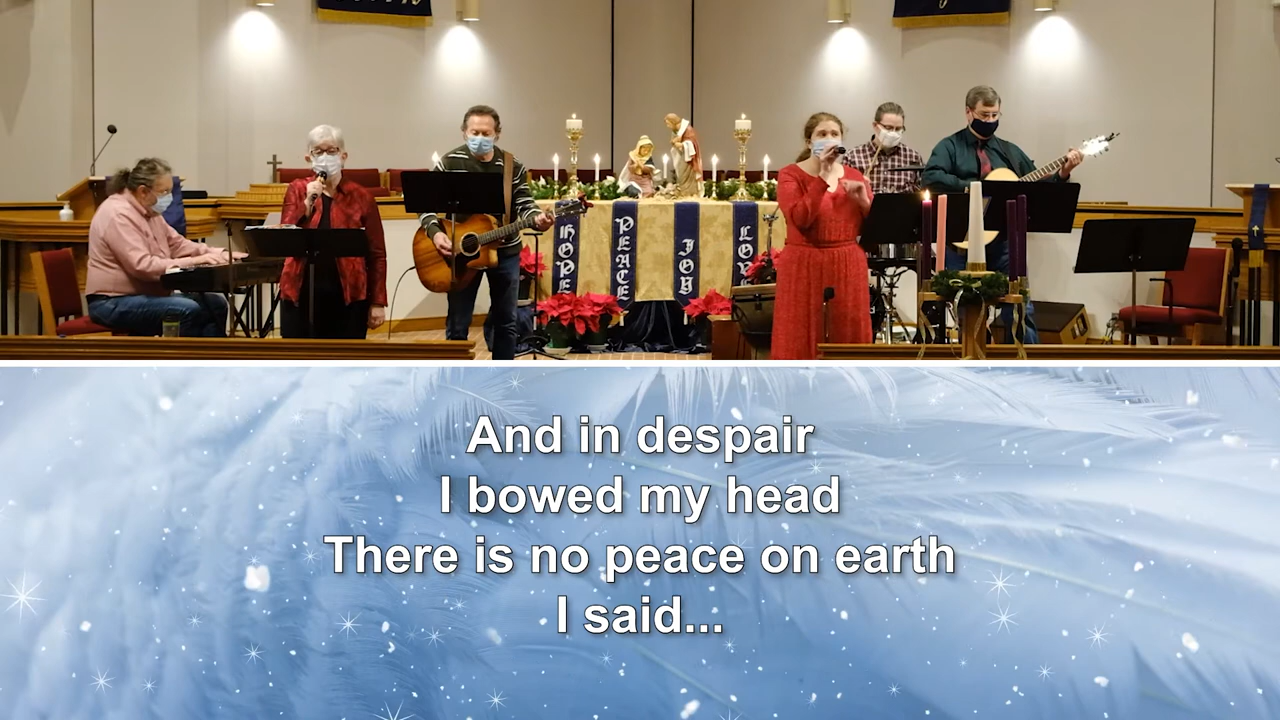 HOPE
PEACE
JOY
LOVE
And in despair
I bowed my head
There is no peace on earth
I said...